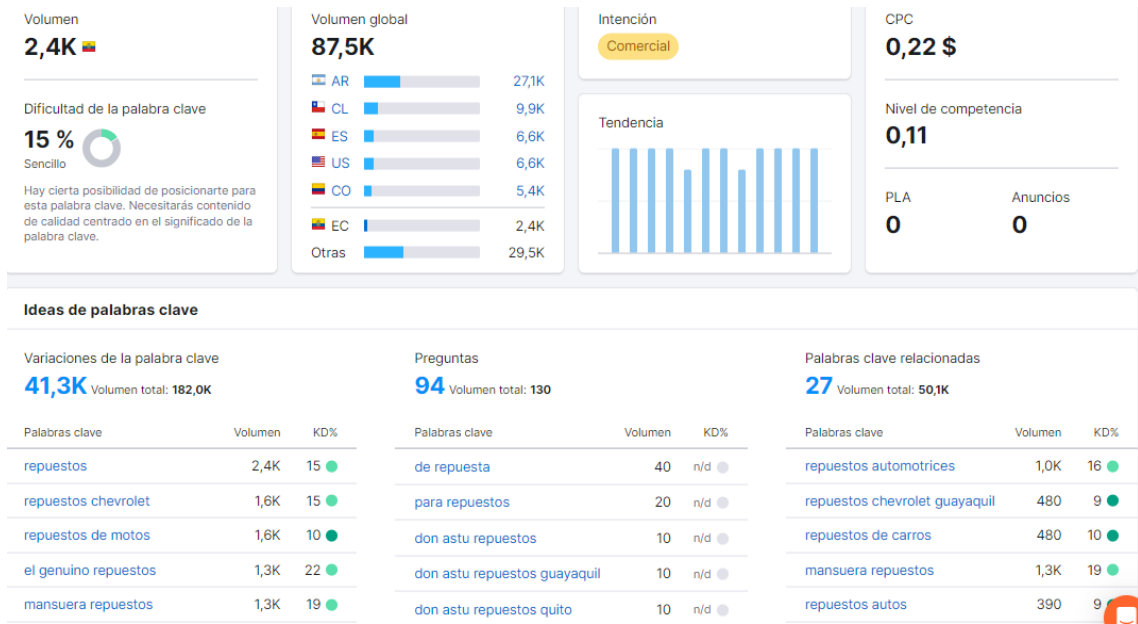 Volumen
2,4K
Dificultad de la palabra clave
15 %
Sencillo
Hay cierta posibilidad de posicionarte para
esta palabra clave. Necesitarás contenido
de calidad centrado en el significado de la
palabra clave.
Volumen global
87,5K
AR 27,1K
CL 9,9K
ES 6,6K
US 6,6K
CO 5,4K
EC 2,4K
Otras 29,5K
Intención
Comercial
Tendencia
CPC
0,22 $
Nivel de competencia
0,11
PLA Anuncios
0 0
Ideas de palabras clave
Variaciones de la palabra clave
41,3K Volumen total: 182,0K
Palabras clave Volumen KD%
repuestos 2,4K 15
repuestos chevrolet 1,6K 15
repuestos de motos 1,6K 10
el genuino repuestos 1,3K 22
mansuera repuestos 1,3K 19
Preguntas
94 Volumen total: 130
Palabras clave Volumen KD%
de repuesta 40 n/d
para repuestos 20 n/d
don astu repuestos 10 n/d
don astu repuestos guayaquil 10 n/d
don astu repuestos quito 10 n/d
Palabras clave relacionadas
27 Volumen total: 50,1K
Palabras clave Volumen KD%
repuestos automotrices 1,0K 16
repuestos chevrolet guayaquil 480 9
repuestos de carros 480 10
mansuera repuestos 1,3K 19
repuestos autos 390 9